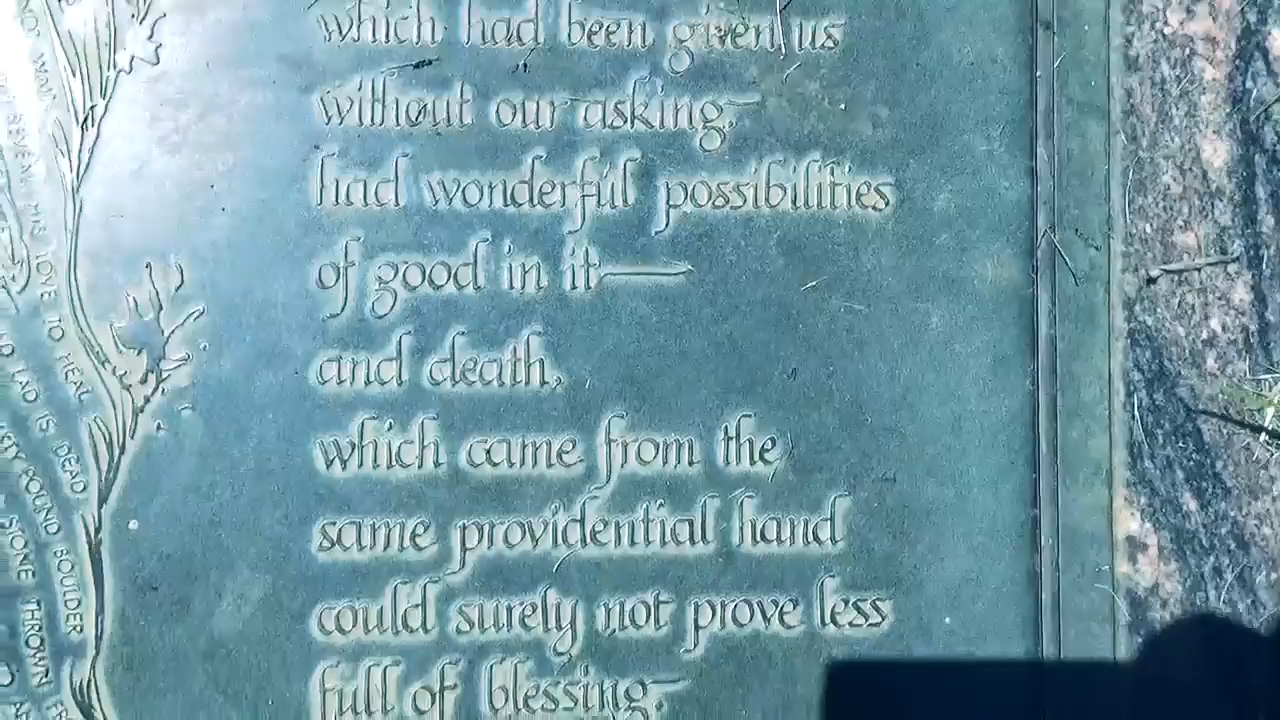 which had been given us
without our asking,—
had wonderful possibilities
of good in it—
and death,
which came from the
same providential hand
could surely not prove less
full of blessing.—
HIS LOVE TO HEAL
LAD IS DEAD
POUND BOULDER
STONE THROWN